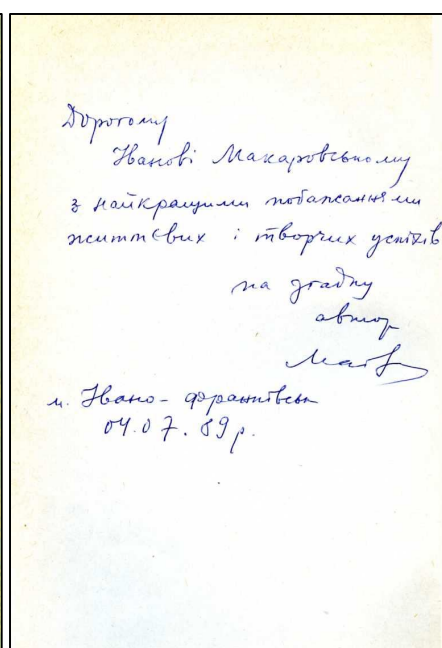 Дорогому
Іванові Макаровському
з найкращими побажаннями
життєвих і творчих успіхів
на згадку
автор
м. Івано-Франківськ
04.07.89 р.